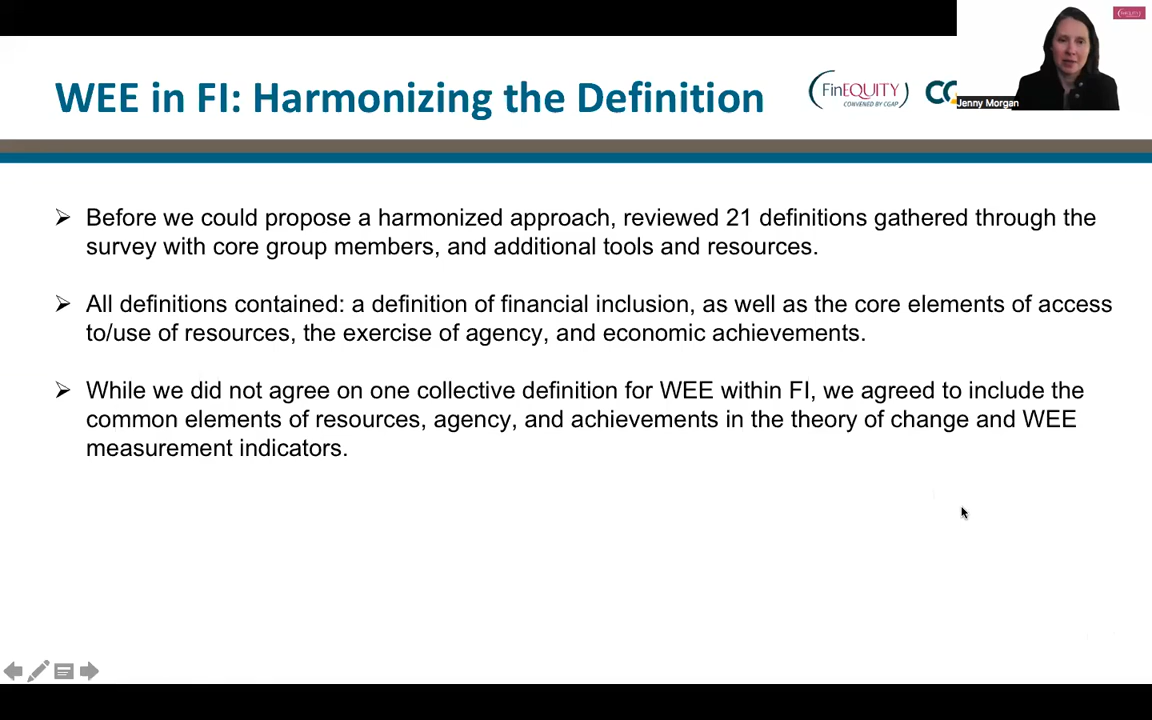 WEE in FI: Harmonizing the Definition
FinEQUITY
CONVENED BY CGAP
CG
Jenny Morgan
FinEQUITY
➢ Before we could propose a harmonized approach, reviewed 21 definitions gathered through the
survey with core group members, and additional tools and resources.
➢ All definitions contained: a definition of financial inclusion, as well as the core elements of access
to/use of resources, the exercise of agency, and economic achievements.
➢ While we did not agree on one collective definition for WEE within FI, we agreed to include the
common elements of resources, agency, and achievements in the theory of change and WEE
measurement indicators.